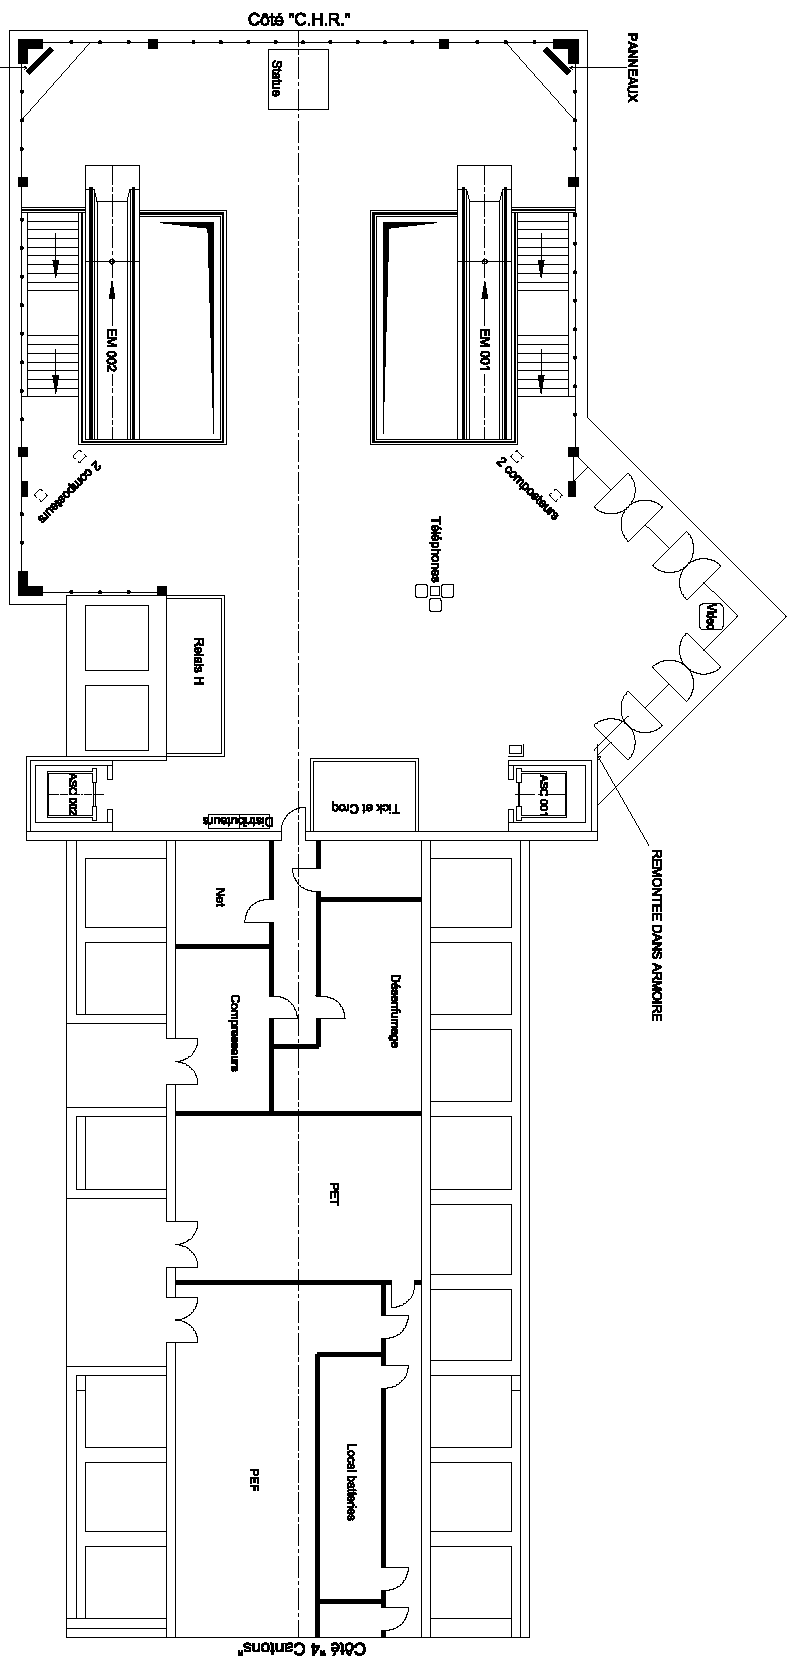 Côté "C.H.R."
PANNEAUX
Statue
EM 002
EM 001
2 composteurs
2 composteurs
Téléphones
Vidéo
Relais H
ASC 002
ASC 001
Tick et Croq
Distributeurs
REMONTEE DANS ARMOIRE
Net
Désenfumage
Compresseurs
PET
Local batteries
PEF
Côté "4 Cantons"